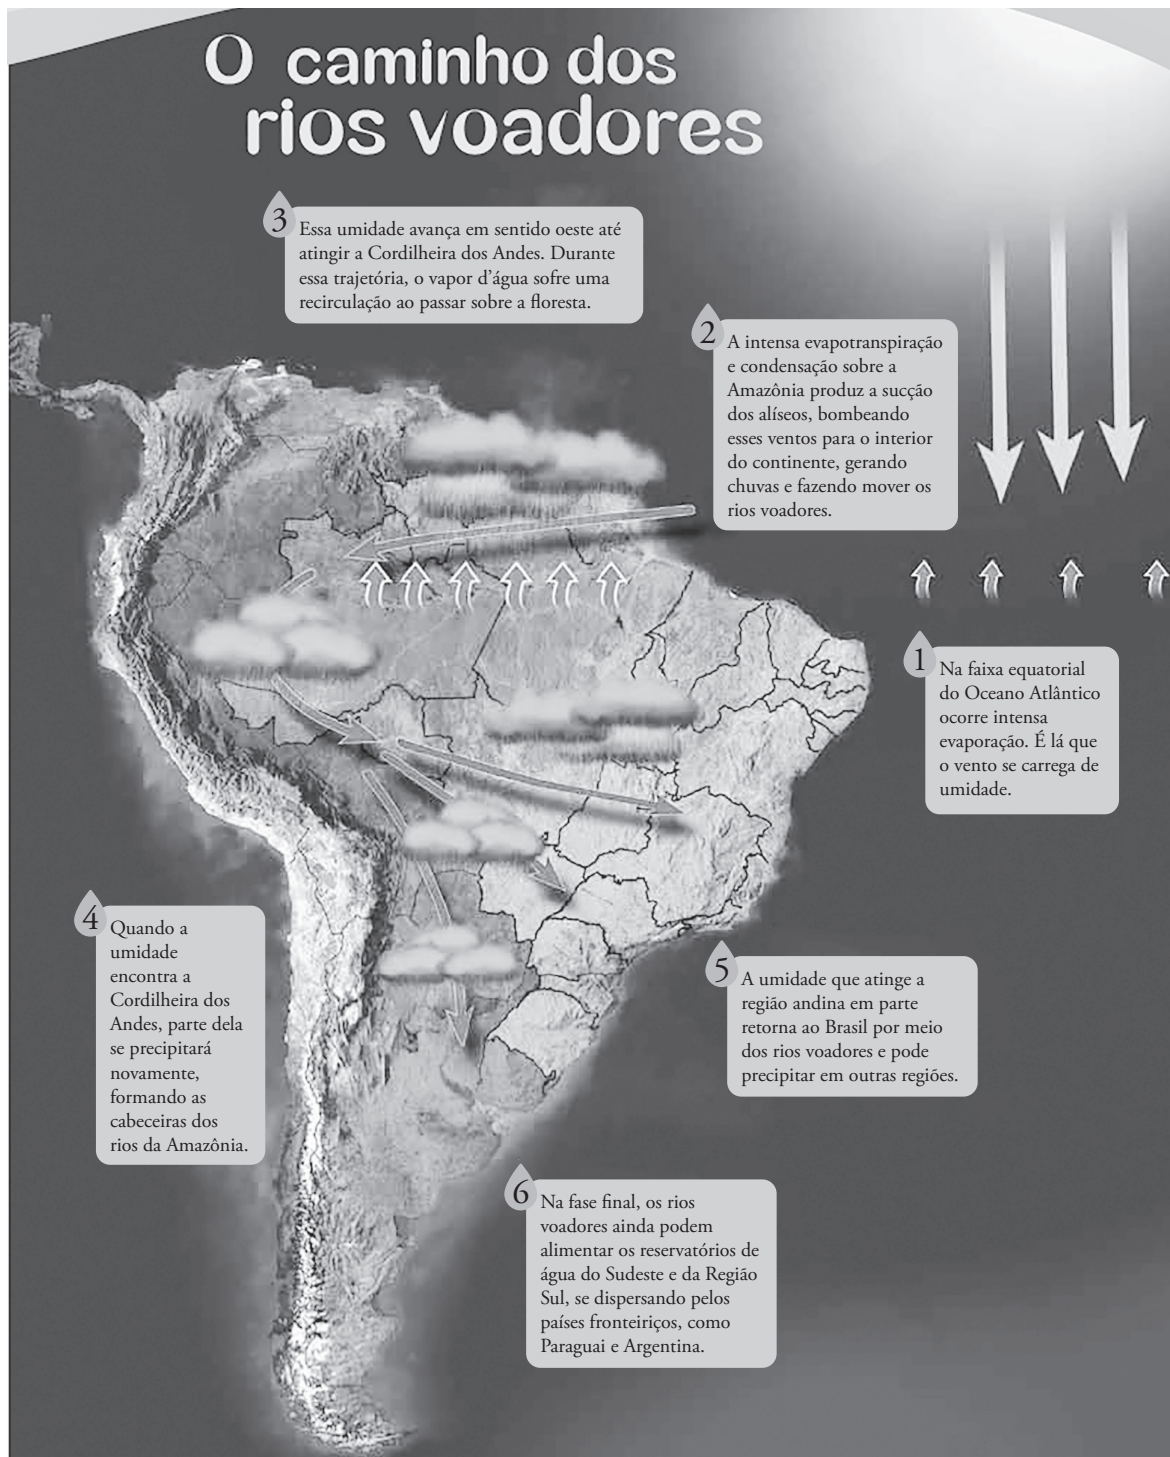 O caminho dos
rios voadores
3
Essa umidade avança em sentido oeste até
atingir a Cordilheira dos Andes. Durante
essa trajetória, o vapor d’água sofre uma
recirculação ao passar sobre a floresta.
2
A intensa evapotranspiração
e condensação sobre a
Amazônia produz a sucção
dos alíseos, bombeando
esses ventos para o interior
do continente, gerando
chuvas e fazendo mover os
rios voadores.
1
Na faixa equatorial
do Oceano Atlântico
ocorre intensa
evaporação. É lá que
o vento se carrega de
umidade.
4
Quando a
umidade
encontra a
Cordilheira dos
Andes, parte dela
se precipitará
novamente,
formando as
cabeceiras dos
rios da Amazônia.
5
A umidade que atinge a
região andina em parte
retorna ao Brasil por meio
dos rios voadores e pode
precipitar em outras regiões.
6
Na fase final, os rios
voadores ainda podem
alimentar os reservatórios de
água do Sudeste e da Região
Sul, se dispersando pelos
países fronteiriços, como
Paraguai e Argentina.